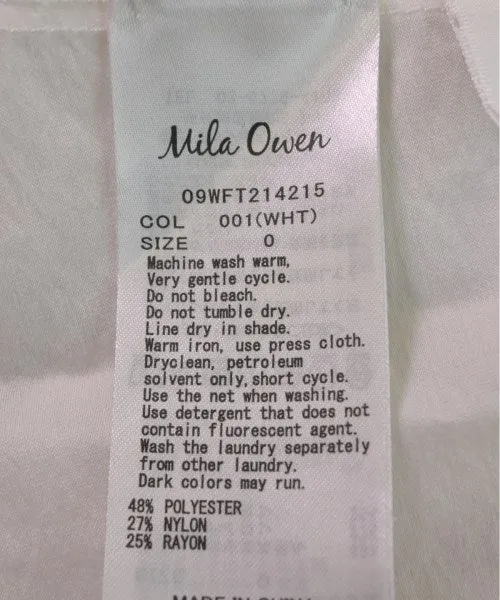 Mila Owen
09WFT214215
COL 001(WHT)
SIZE 0
Machine wash warm,
Very gentle cycle.
Do not bleach.
Do not tumble dry.
Line dry in shade.
Warm iron, use press cloth.
Dryclean, petroleum
solvent only, short cycle.
Use the net when washing.
Use detergent that does not
contain fluorescent agent.
Wash the laundry separately
from other laundry.
Dark colors may run.
48% POLYESTER
27% NYLON
25% RAYON
MADE IN CHINA